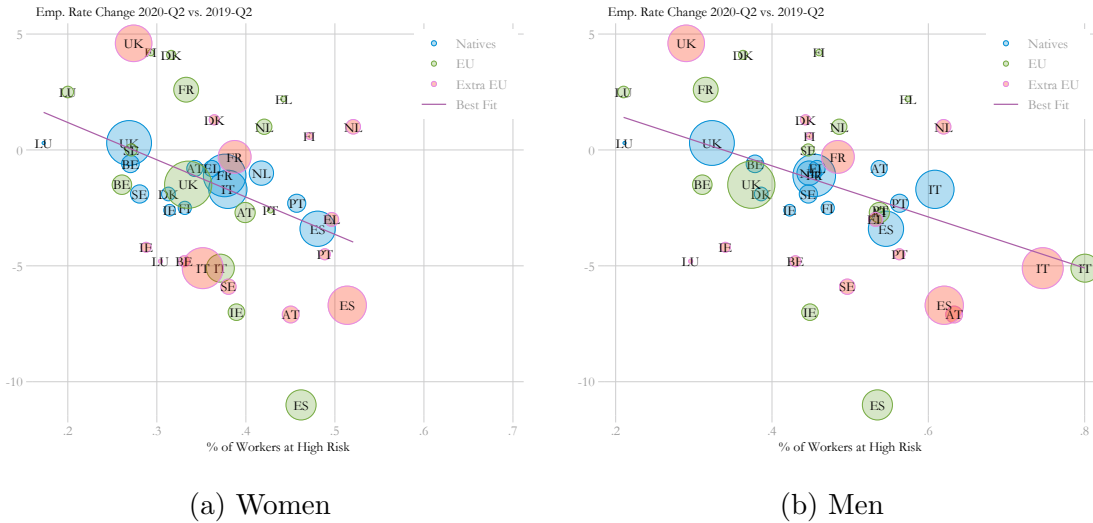 Emp. Rate Change 2020-Q2 vs. 2019-Q2
5
0
-5
-10
.2
.3
.4
.5
.6
.7
% of Workers at High Risk
Natives
EU
Extra EU
Best Fit
UK
FI
DK
FR
LU
EL
DK
NL
NL
FI
LU
UK
SE
BE
FR
AT
EL
FR
NL
IT
BE
UK
SE
DK
IE
FI
PT
AT
PT
EL
ES
IE
LU
BE
IT
IT
PT
SE
ES
IE
AT
ES
(a) Women
Emp. Rate Change 2020-Q2 vs. 2019-Q2
5
0
-5
-10
.2
.4
.6
.8
% of Workers at High Risk
Natives
EU
Extra EU
Best Fit
UK
DK
FI
FR
LU
EL
DK
NL
NL
FI
LU
UK
SE
FR
BE
EL
AT
NL
FR
BE
UK
DK
SE
IT
IE
FI
PT
PT
AT
EL
ES
IE
LU
BE
PT
IT
IT
SE
ES
IE
AT
ES
(b) Men